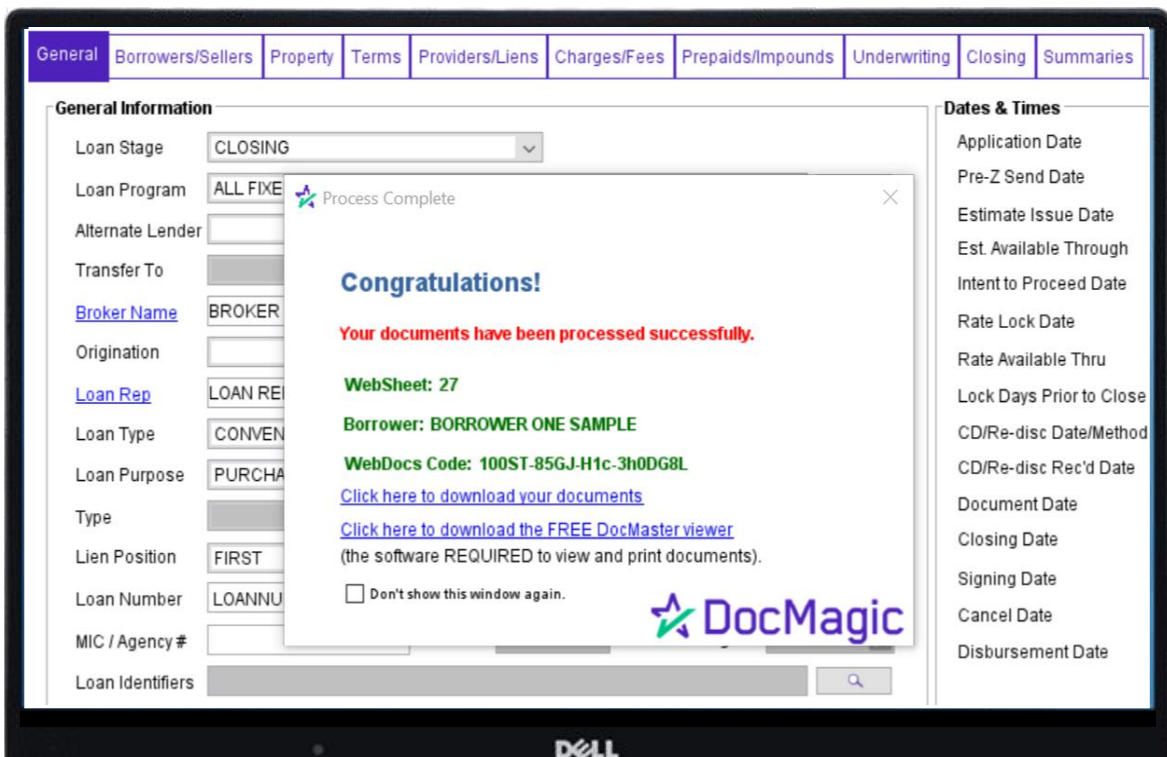 General Borrowers/Sellers Property Terms Providers/Liens Charges/Fees Prepaids/Impounds Underwriting Closing Summaries
General Information
Loan Stage CLOSING
Loan Program ALL FIXE
Alternate Lender
Transfer To
Broker Name BROKER
Origination
Loan Rep LOAN RE
Loan Type CONVEN
Loan Purpose PURCHA
Type
Lien Position FIRST
Loan Number LOANNU
MIC / Agency #
Loan Identifiers
Process Complete
Congratulations!
Your documents have been processed successfully.
WebSheet: 27
Borrower: BORROWER ONE SAMPLE
WebDocs Code: 100ST-85GJ-H1c-3h0DG8L
Click here to download your documents
Click here to download the FREE DocMaster viewer
(the software REQUIRED to view and print documents).
Don't show this window again.
DocMagic
Dates & Times
Application Date
Pre-Z Send Date
Estimate Issue Date
Est. Available Through
Intent to Proceed Date
Rate Lock Date
Rate Available Thru
Lock Days Prior to Close
CD/Re-disc Date/Method
CD/Re-disc Rec'd Date
Document Date
Closing Date
Signing Date
Cancel Date
Disbursement Date
DELL